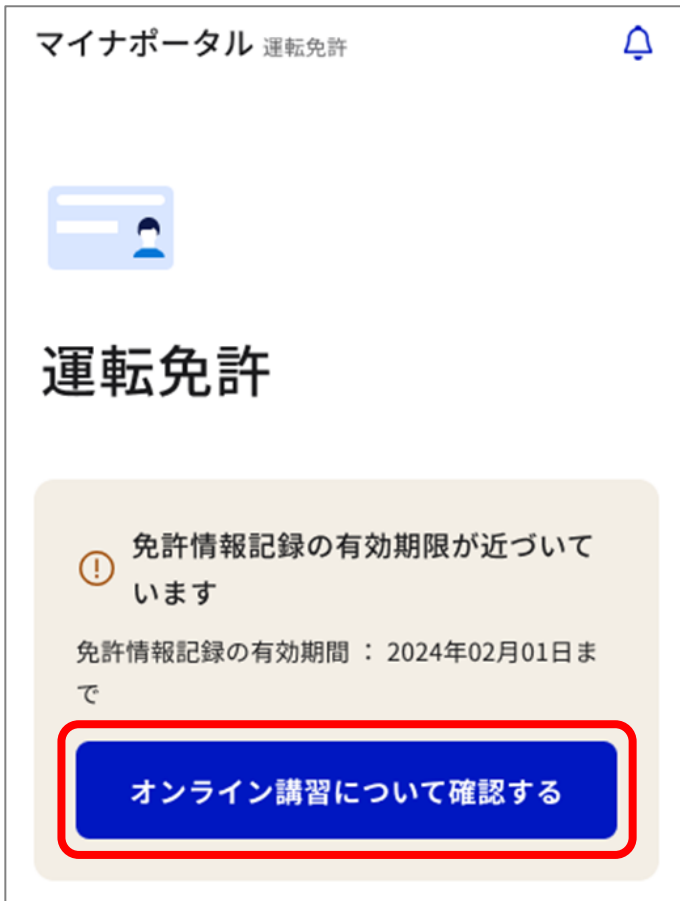 マイナポータル 運転免許
運転免許
免許情報記録の有効期限が近づいて
います
免許情報記録の有効期間 ： 2024年02月01日ま
で
オンライン講習について確認する